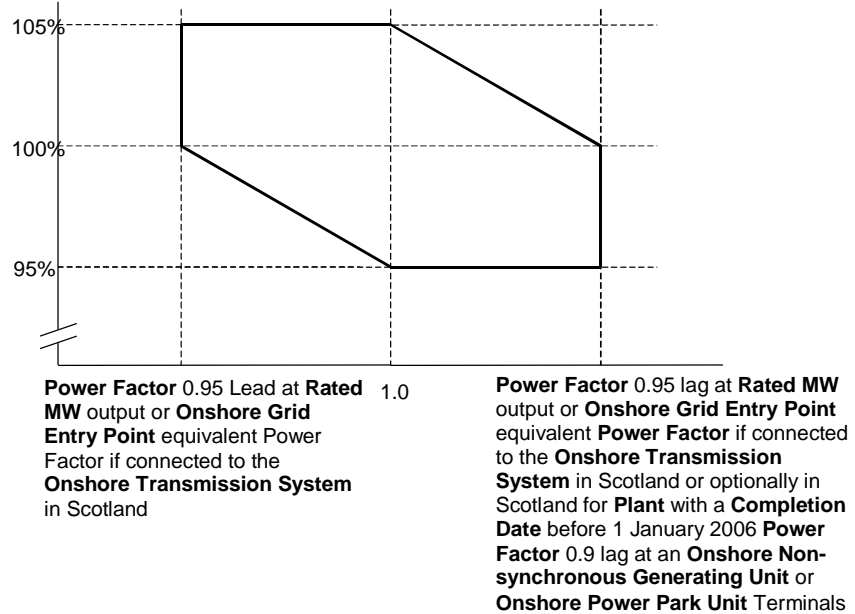 105%
100%
95%
Power Factor 0.95 Lead at Rated
MW output or Onshore Grid
Entry Point equivalent Power
Factor if connected to the
Onshore Transmission System
in Scotland
1.0
Power Factor 0.95 lag at Rated MW
output or Onshore Grid Entry Point
equivalent Power Factor if connected
to the Onshore Transmission
System in Scotland or optionally in
Scotland for Plant with a Completion
Date before 1 January 2006 Power
Factor 0.9 lag at an Onshore Non-
synchronous Generating Unit or
Onshore Power Park Unit Terminals